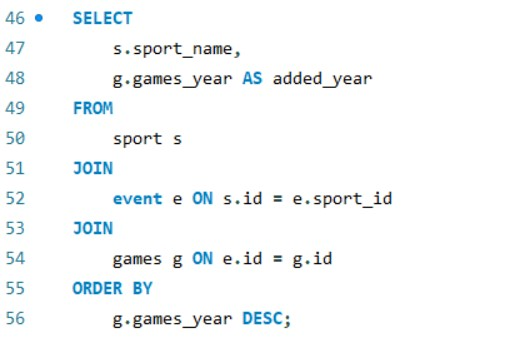 46 SELECT
47 s.sport_name,
48 g.games_year AS added_year
49 FROM
50 sport s
51 JOIN
52 event e ON s.id = e.sport_id
53 JOIN
54 games g ON e.id = g.id
55 ORDER BY
56 g.games_year DESC;